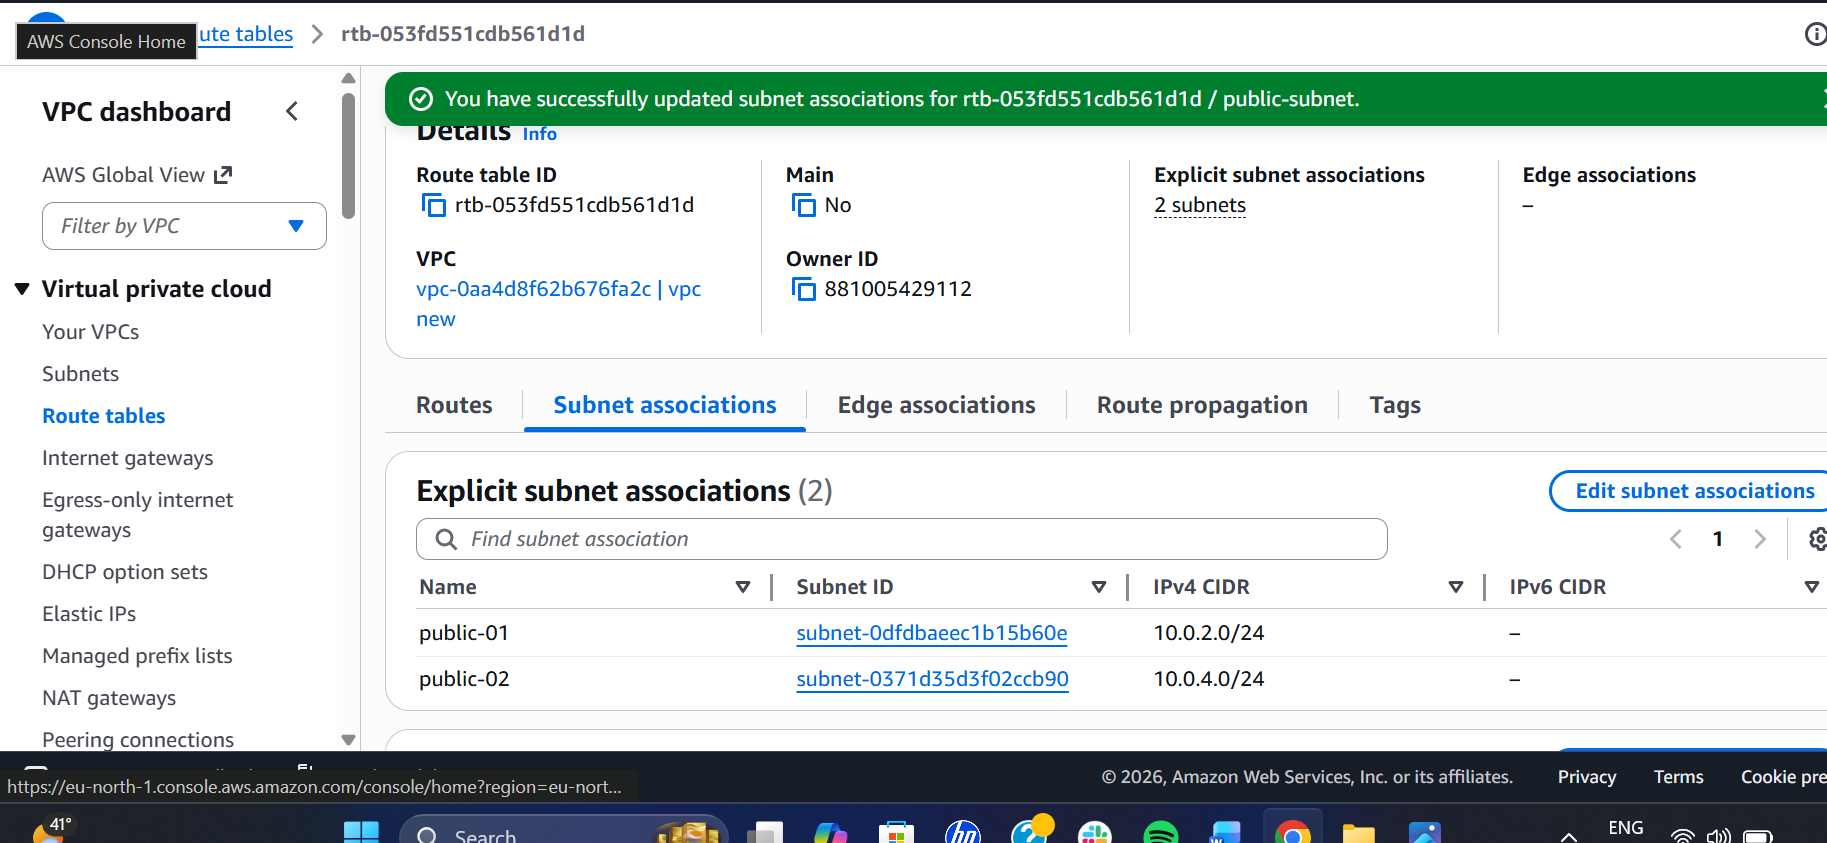 AWS Console Home
ute tables
rtb-053fd551cdb561d1d
VPC dashboard
AWS Global View
Filter by VPC
Virtual private cloud
Your VPCs
Subnets
Route tables
Internet gateways
Egress-only internet
gateways
DHCP option sets
Elastic IPs
Managed prefix lists
NAT gateways
Peering connections
You have successfully updated subnet associations for rtb-053fd551cdb561d1d / public-subnet.
Details Info
Route table ID
rtb-053fd551cdb561d1d
Main
No
Explicit subnet associations
2 subnets
Edge associations
–
VPC
vpc-0aa4d8f62b676fa2c | vpc
new
Owner ID
881005429112
Routes
Subnet associations
Edge associations
Route propagation
Tags
Explicit subnet associations (2)
Edit subnet associations
Find subnet association
1
Name Subnet ID IPv4 CIDR IPv6 CIDR
public-01 subnet-0dfdbaeec1b15b60e 10.0.2.0/24 –
public-02 subnet-0371d35d3f02ccb90 10.0.4.0/24 –
© 2026, Amazon Web Services, Inc. or its affiliates. Privacy Terms Cookie pre
https://eu-north-1.console.aws.amazon.com/console/home?region=eu-nort...
41°
Search
hp
W
ENG